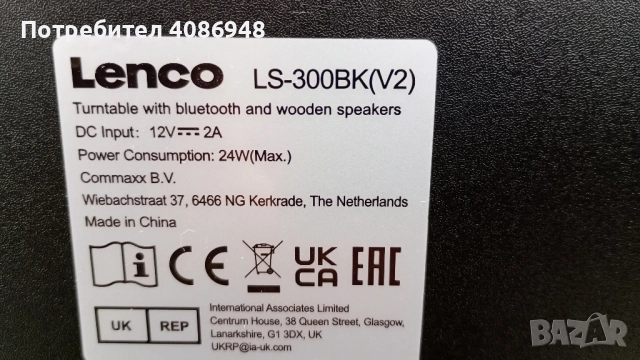 Потребител 4086948
Lenco LS-300BK(V2)
Turntable with bluetooth and wooden speakers
DC Input: 12V⎓2A
Power Consumption: 24W(Max.)
Commaxx B.V.
Wiebachstraat 37, 6466 NG Kerkrade, The Netherlands
Made in China
i CE UK CA EAC
UK REP
International Associates Limited
Centrum House, 38 Queen Street, Glasgow,
Lanarkshire, G1 3DX, UK
UKRP@ia-uk.com
BAZAR